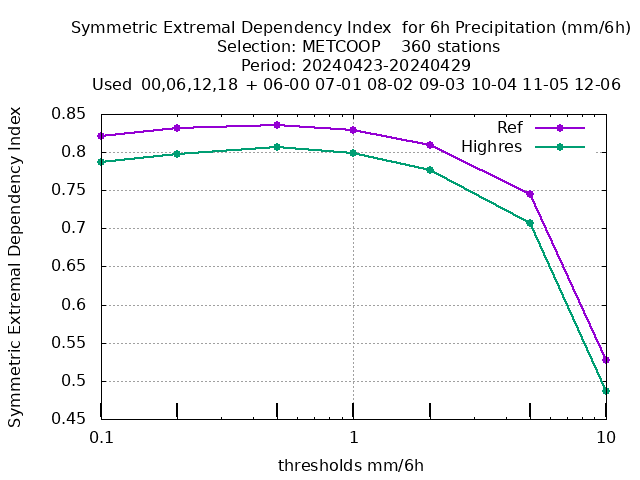 Symmetric Extremal Dependency Index for 6h Precipitation (mm/6h)
Selection: METCOOP 360 stations
Period: 20240423-20240429
Used 00,06,12,18 + 06-00 07-01 08-02 09-03 10-04 11-05 12-06
Symmetric Extremal Dependency Index
0.85
0.8
0.75
0.7
0.65
0.6
0.55
0.5
0.45
Ref
Highres
0.1 1 10
thresholds mm/6h